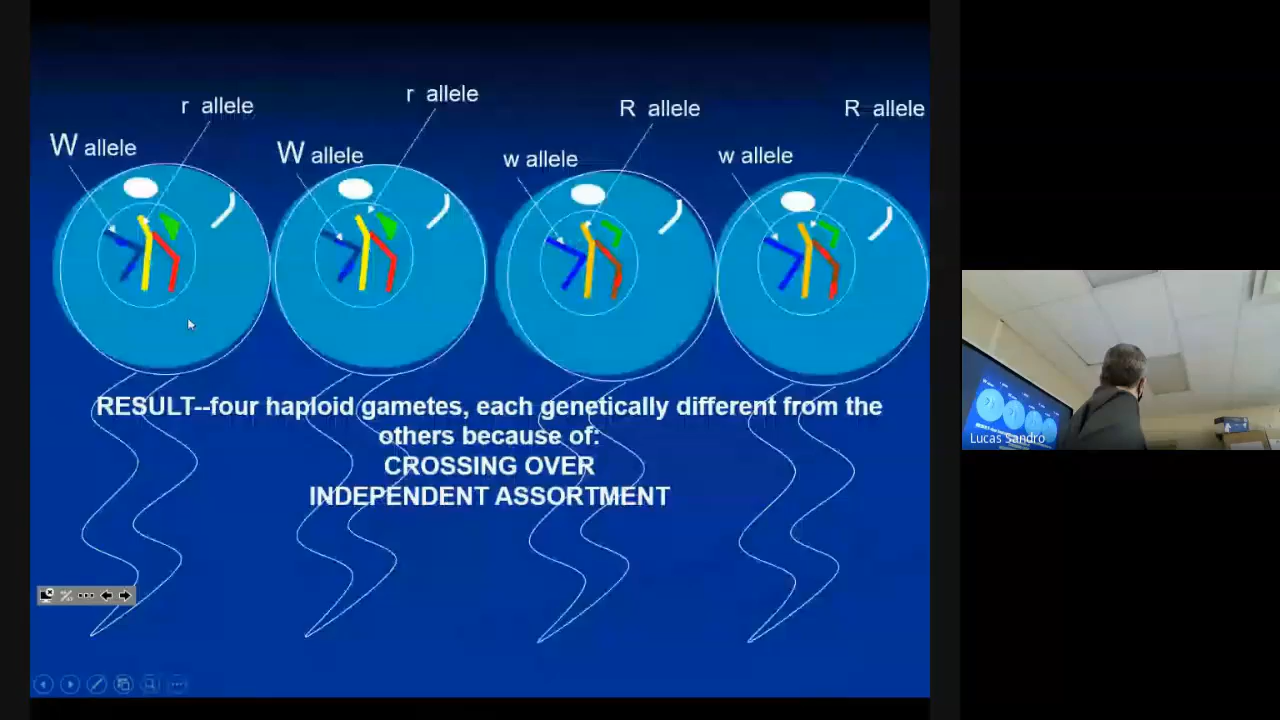 r allele
r allele
R allele
R allele
W allele
W allele
w allele
w allele
RESULT--four haploid gametes, each genetically different from the
others because of:
CROSSING OVER
INDEPENDENT ASSORTMENT
Lucas Sandro